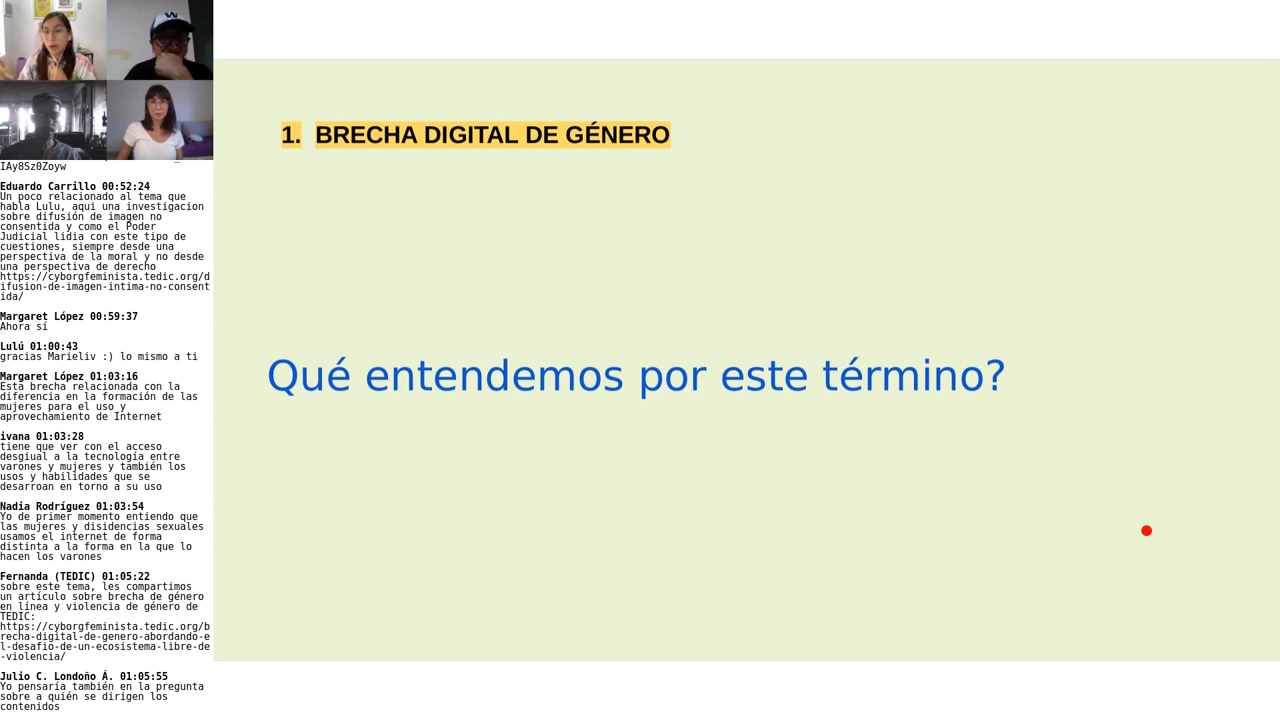 IAy8Sz0Zoyw
Eduardo Carrillo 00:52:24
Un poco relacionado al tema que
habla Lulu, aqui una investigacion
sobre difusión de imagen no
consentida y como el Poder
Judicial lidia con este tipo de
cuestiones, siempre desde una
perspectiva de la moral y no desde
una perspectiva de derecho
https://cyborgfeminista.tedic.org/d
ifusion-de-imagen-intima-no-consent
ida/
Margaret López 00:59:37
Ahora sí
Lulú 01:00:43
gracias Marieliv :) lo mismo a ti
Margaret López 01:03:16
Esta brecha relacionada con la
diferencia en la formación de las
mujeres para el uso y
aprovechamiento de Internet
ivana 01:03:28
tiene que ver con el acceso
desgiual a la tecnología entre
varones y mujeres y también los
usos y habilidades que se
desarroan en torno a su uso
Nadia Rodríguez 01:03:54
Yo de primer momento entiendo que
las mujeres y disidencias sexuales
usamos el internet de forma
distinta a la forma en la que lo
hacen los varones
Fernanda (TEDIC) 01:05:22
sobre este tema, les compartimos
un artículo sobre brecha de género
en línea y violencia de género de
TEDIC:
https://cyborgfeminista.tedic.org/b
recha-digital-de-genero-abordando-e
l-desafio-de-un-ecosistema-libre-de
-violencia/
Julio C. Londoño Á. 01:05:55
Yo pensaría también en la pregunta
sobre a quién se dirigen los
contenidos
1. BRECHA DIGITAL DE GÉNERO
Qué entendemos por este término?